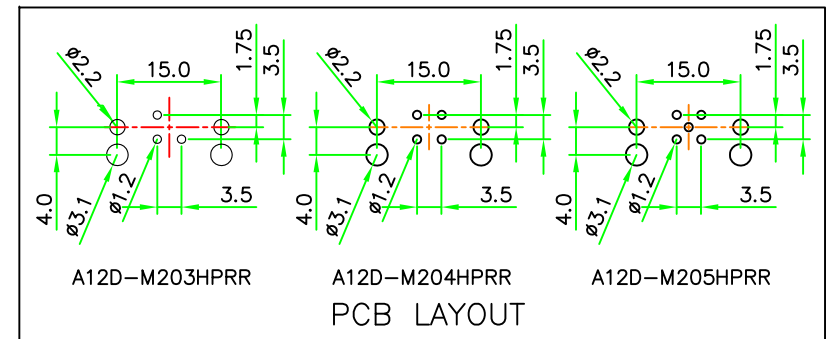 ø2.2 15.0 1.75 3.5
4.0 ø3.1 ø1.2 3.5
A12D-M203HPRR
ø2.2 15.0 1.75 3.5
4.0 ø3.1 ø1.2 3.5
A12D-M204HPRR
ø2.2 15.0 1.75 3.5
4.0 ø3.1 ø1.2 3.5
A12D-M205HPRR
PCB LAYOUT